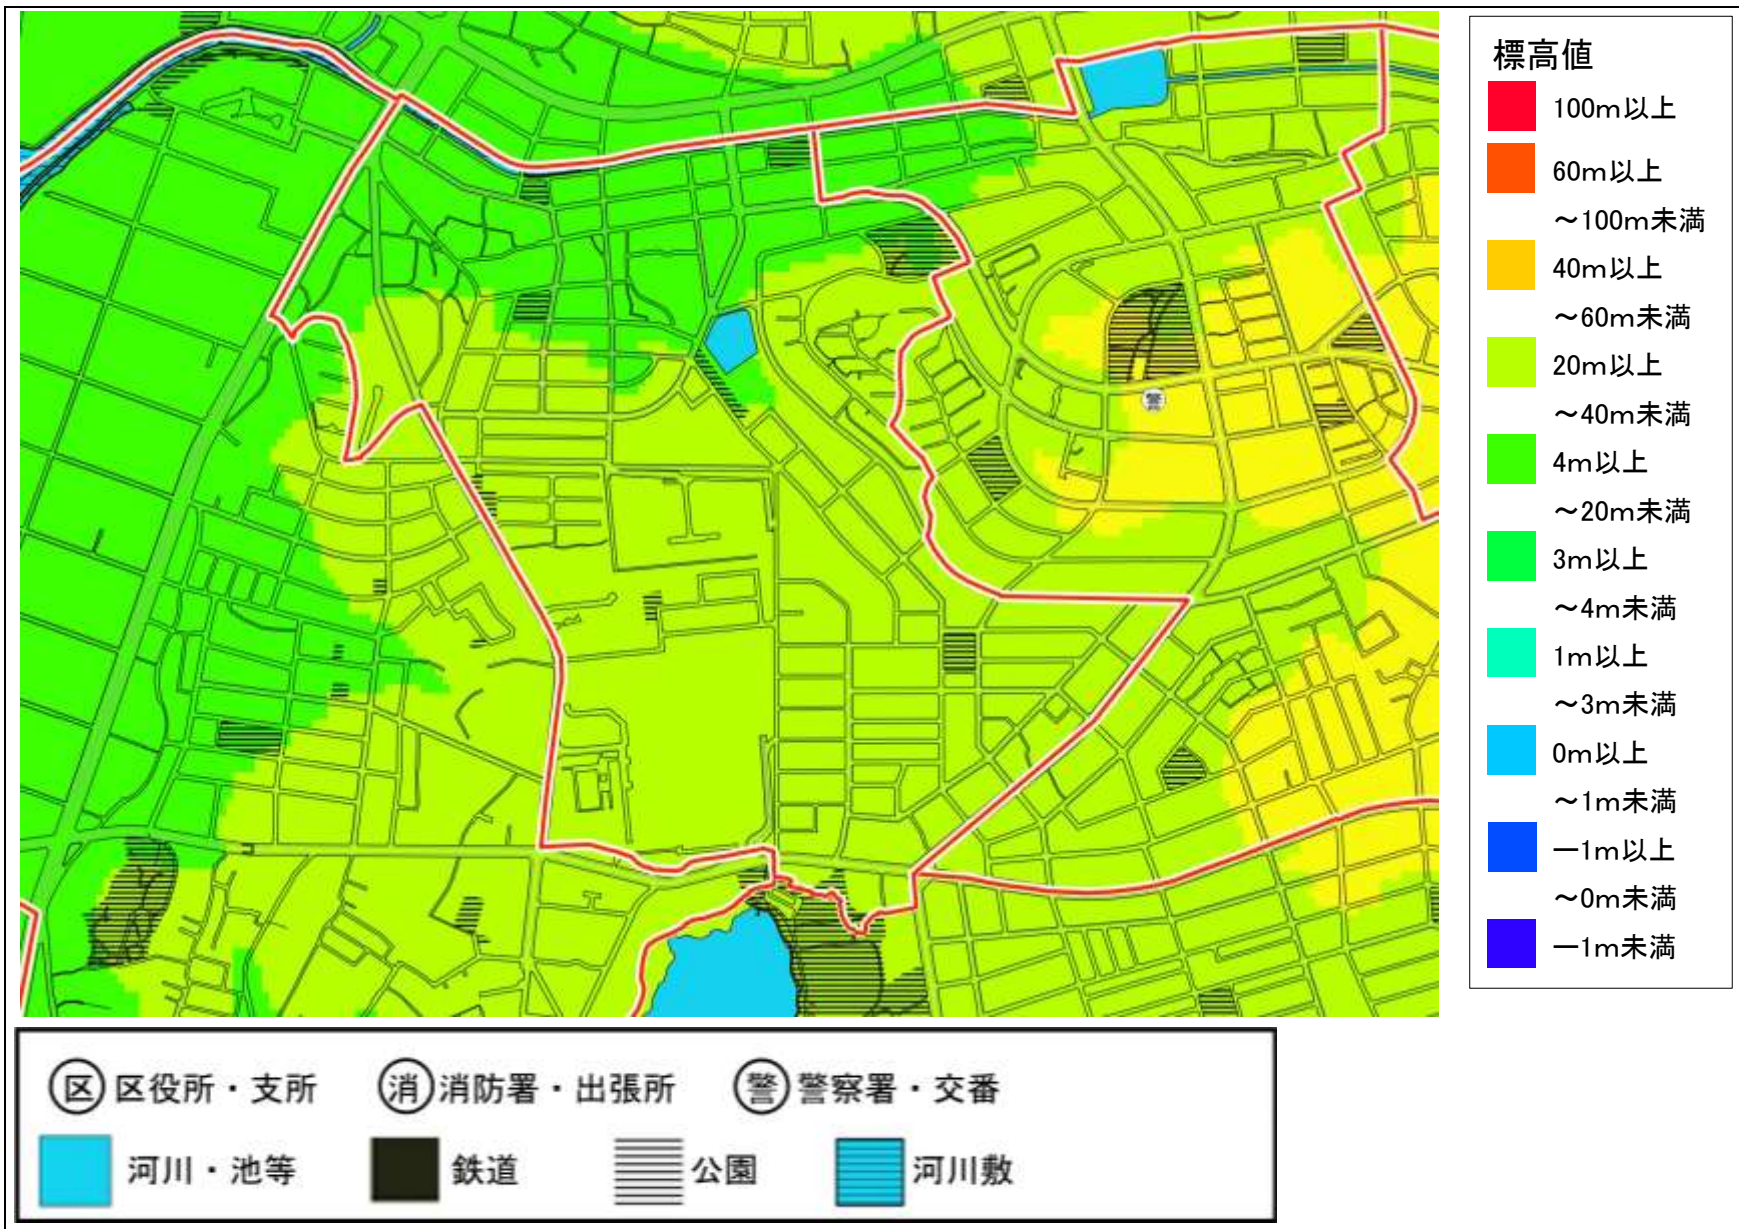 標高値
100m以上
60m以上
～100m未満
40m以上
～60m未満
20m以上
～40m未満
4m以上
～20m未満
3m以上
～4m未満
1m以上
～3m未満
0m以上
～1m未満
－1m以上
～0m未満
－1m未満
警
区 区役所・支所 消 消防署・出張所 警 警察署・交番
河川・池等 鉄道 公園 河川敷